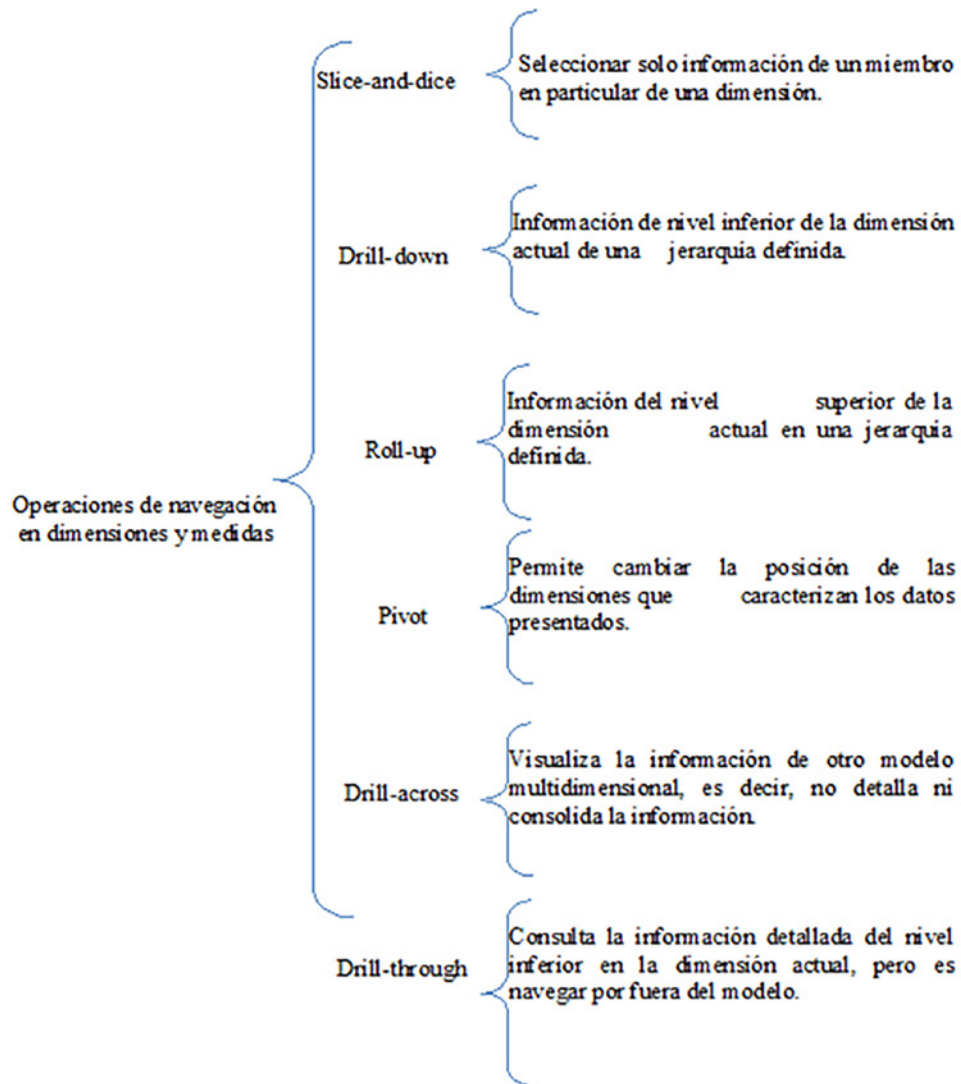 Operaciones de navegación
en dimensiones y medidas
Slice-and-dice
Seleccionar solo información de un miembro
en particular de una dimensión.
Drill-down
Información de nivel inferior de la dimensión
actual de una jerarquia definida.
Roll-up
Información del nivel superior de la
dimensión actual en una jerarquia
definida.
Pivot
Permite cambiar la posición de las
dimensiones que caracterizan los datos
presentados.
Drill-across
Visualiza la información de otro modelo
multidimensional, es decir, no detalla ni
consolida la información.
Drill-through
Consulta la información detallada del nivel
inferior en la dimensión actual, pero es
navegar por fuera del modelo.